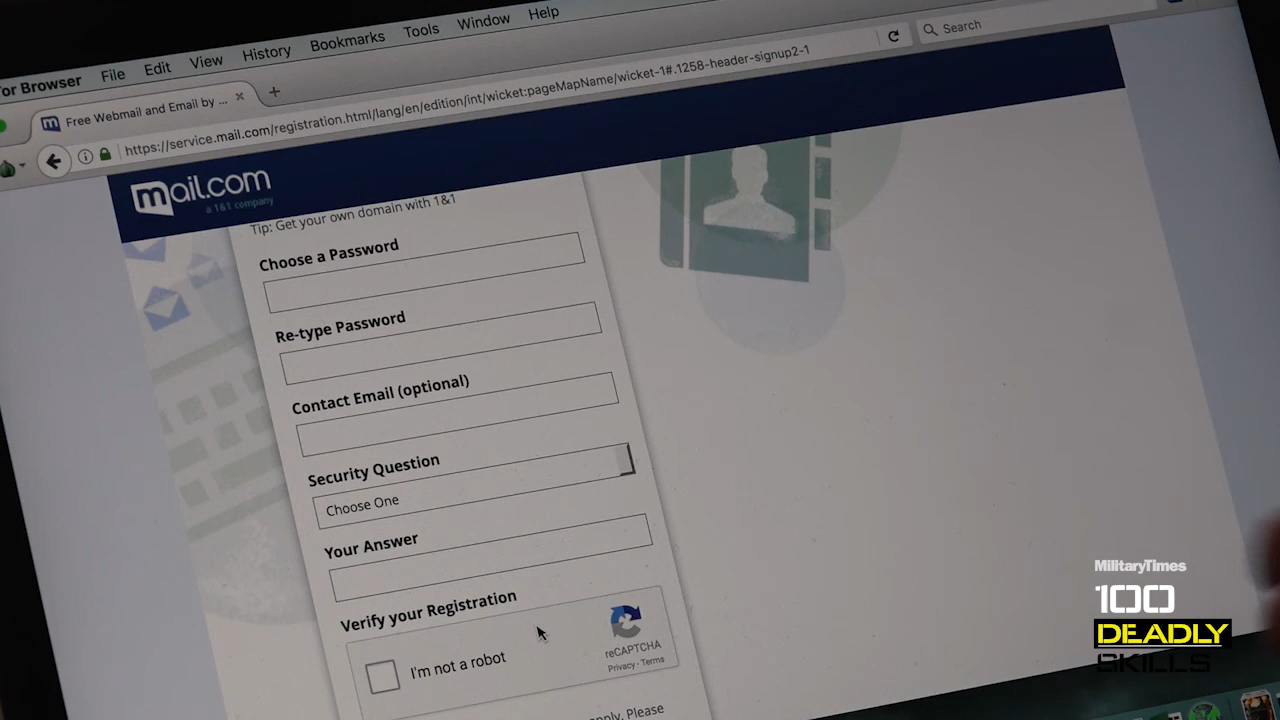 or Browser File Edit View History Bookmarks Tools Window Help
Free Webmail and Email by ...
https://service.mail.com/registration.html/lang/en/edition/int/wicket:pageMapName/wicket-1#.1258-header-signup2-1
Search
mail.com
a 1&1 company
Tip: Get your own domain with 1&1
Choose a Password
Re-type Password
Contact Email (optional)
Security Question
Choose One
Your Answer
Verify your Registration
I'm not a robot
reCAPTCHA
Privacy - Terms
apply. Please
MilitaryTimes
100
DEADLY
SKILLS